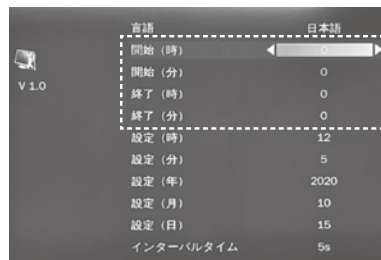 言語 日本語
開始（時） 0
開始（分） 0
V 1.0
終了（時） 0
終了（分） 0
設定（時） 12
設定（分） 5
設定（年） 2020
設定（月） 10
設定（日） 15
インターバルタイム 5s